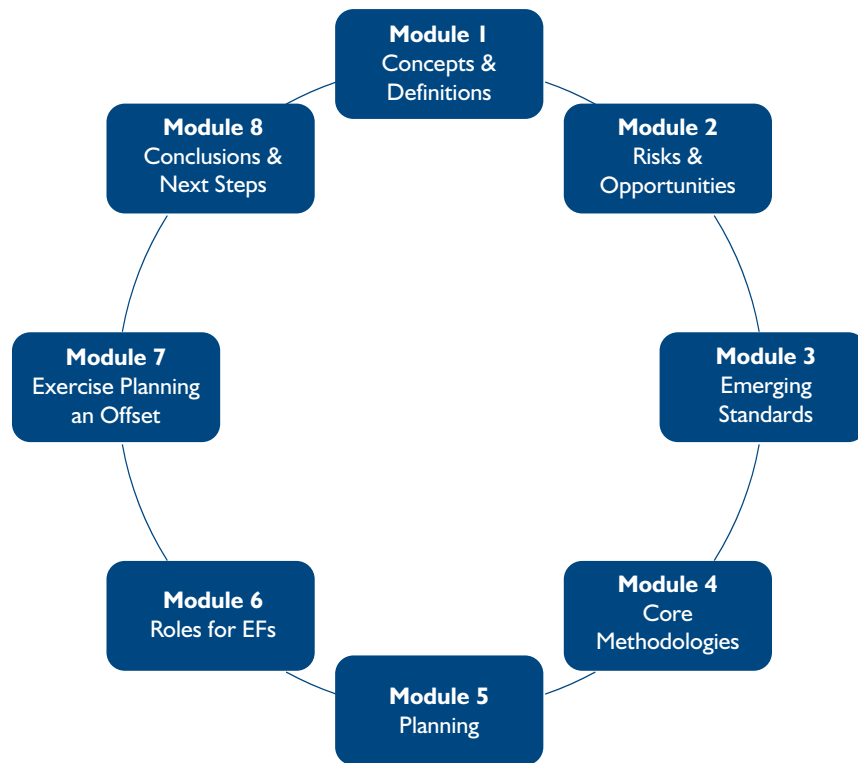 Module 1
Concepts &
Definitions
Module 2
Risks &
Opportunities
Module 3
Emerging
Standards
Module 4
Core
Methodologies
Module 5
Planning
Module 6
Roles for EFs
Module 7
Exercise Planning
an Offset
Module 8
Conclusions &
Next Steps